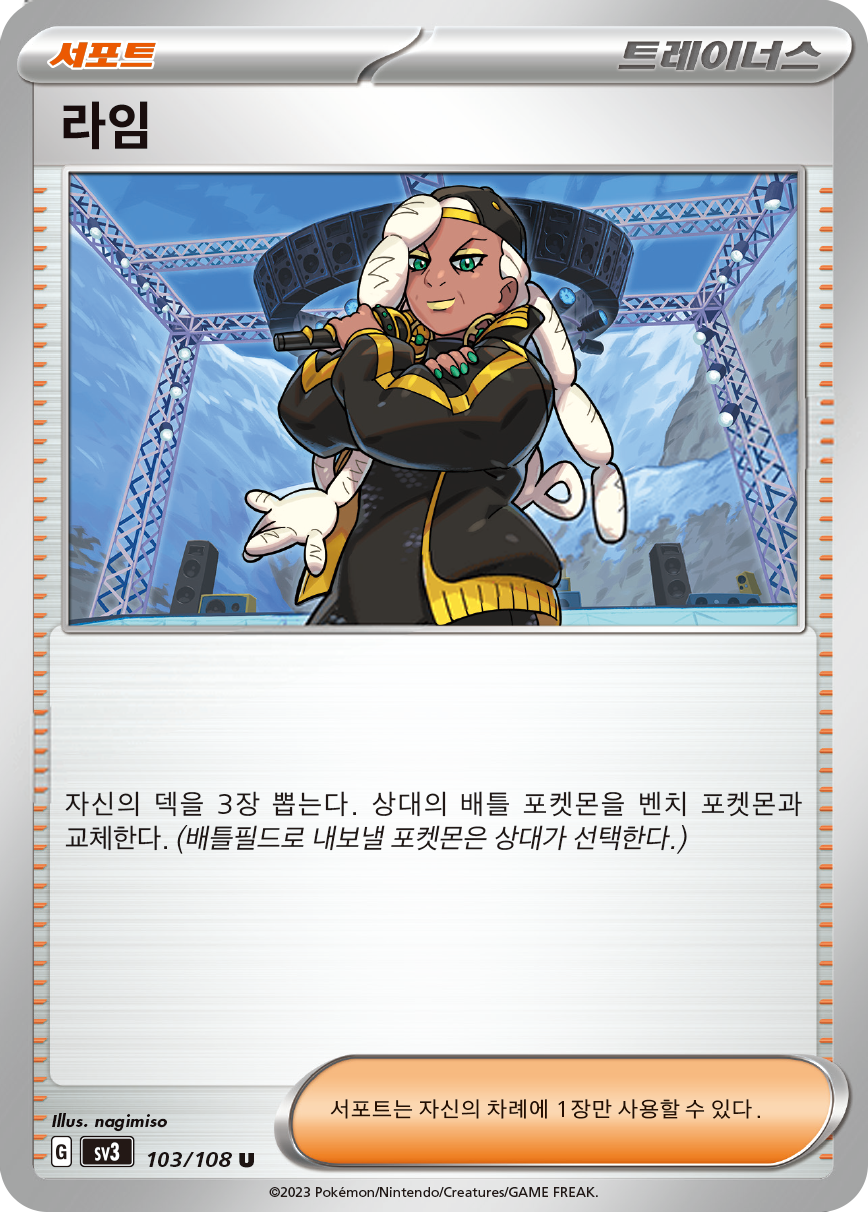 서포트
트레이너스
라임
자신의 덱을 3장 뽑는다. 상대의 배틀 포켓몬을 벤치 포켓몬과
교체한다. (배틀필드로 내보낼 포켓몬은 상대가 선택한다.)
서포트는 자신의 차례에 1장만 사용할 수 있다.
Illus. nagimiso
G sv3 103/108 U
©2023 Pokémon/Nintendo/Creatures/GAME FREAK.